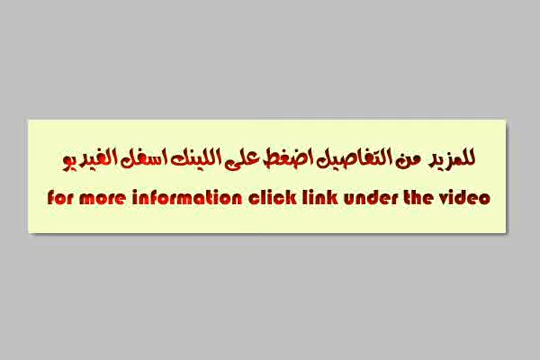 للمزيد من التفاصيل اضغط على اللينك اسفل الفيديو
for more information click link under the video